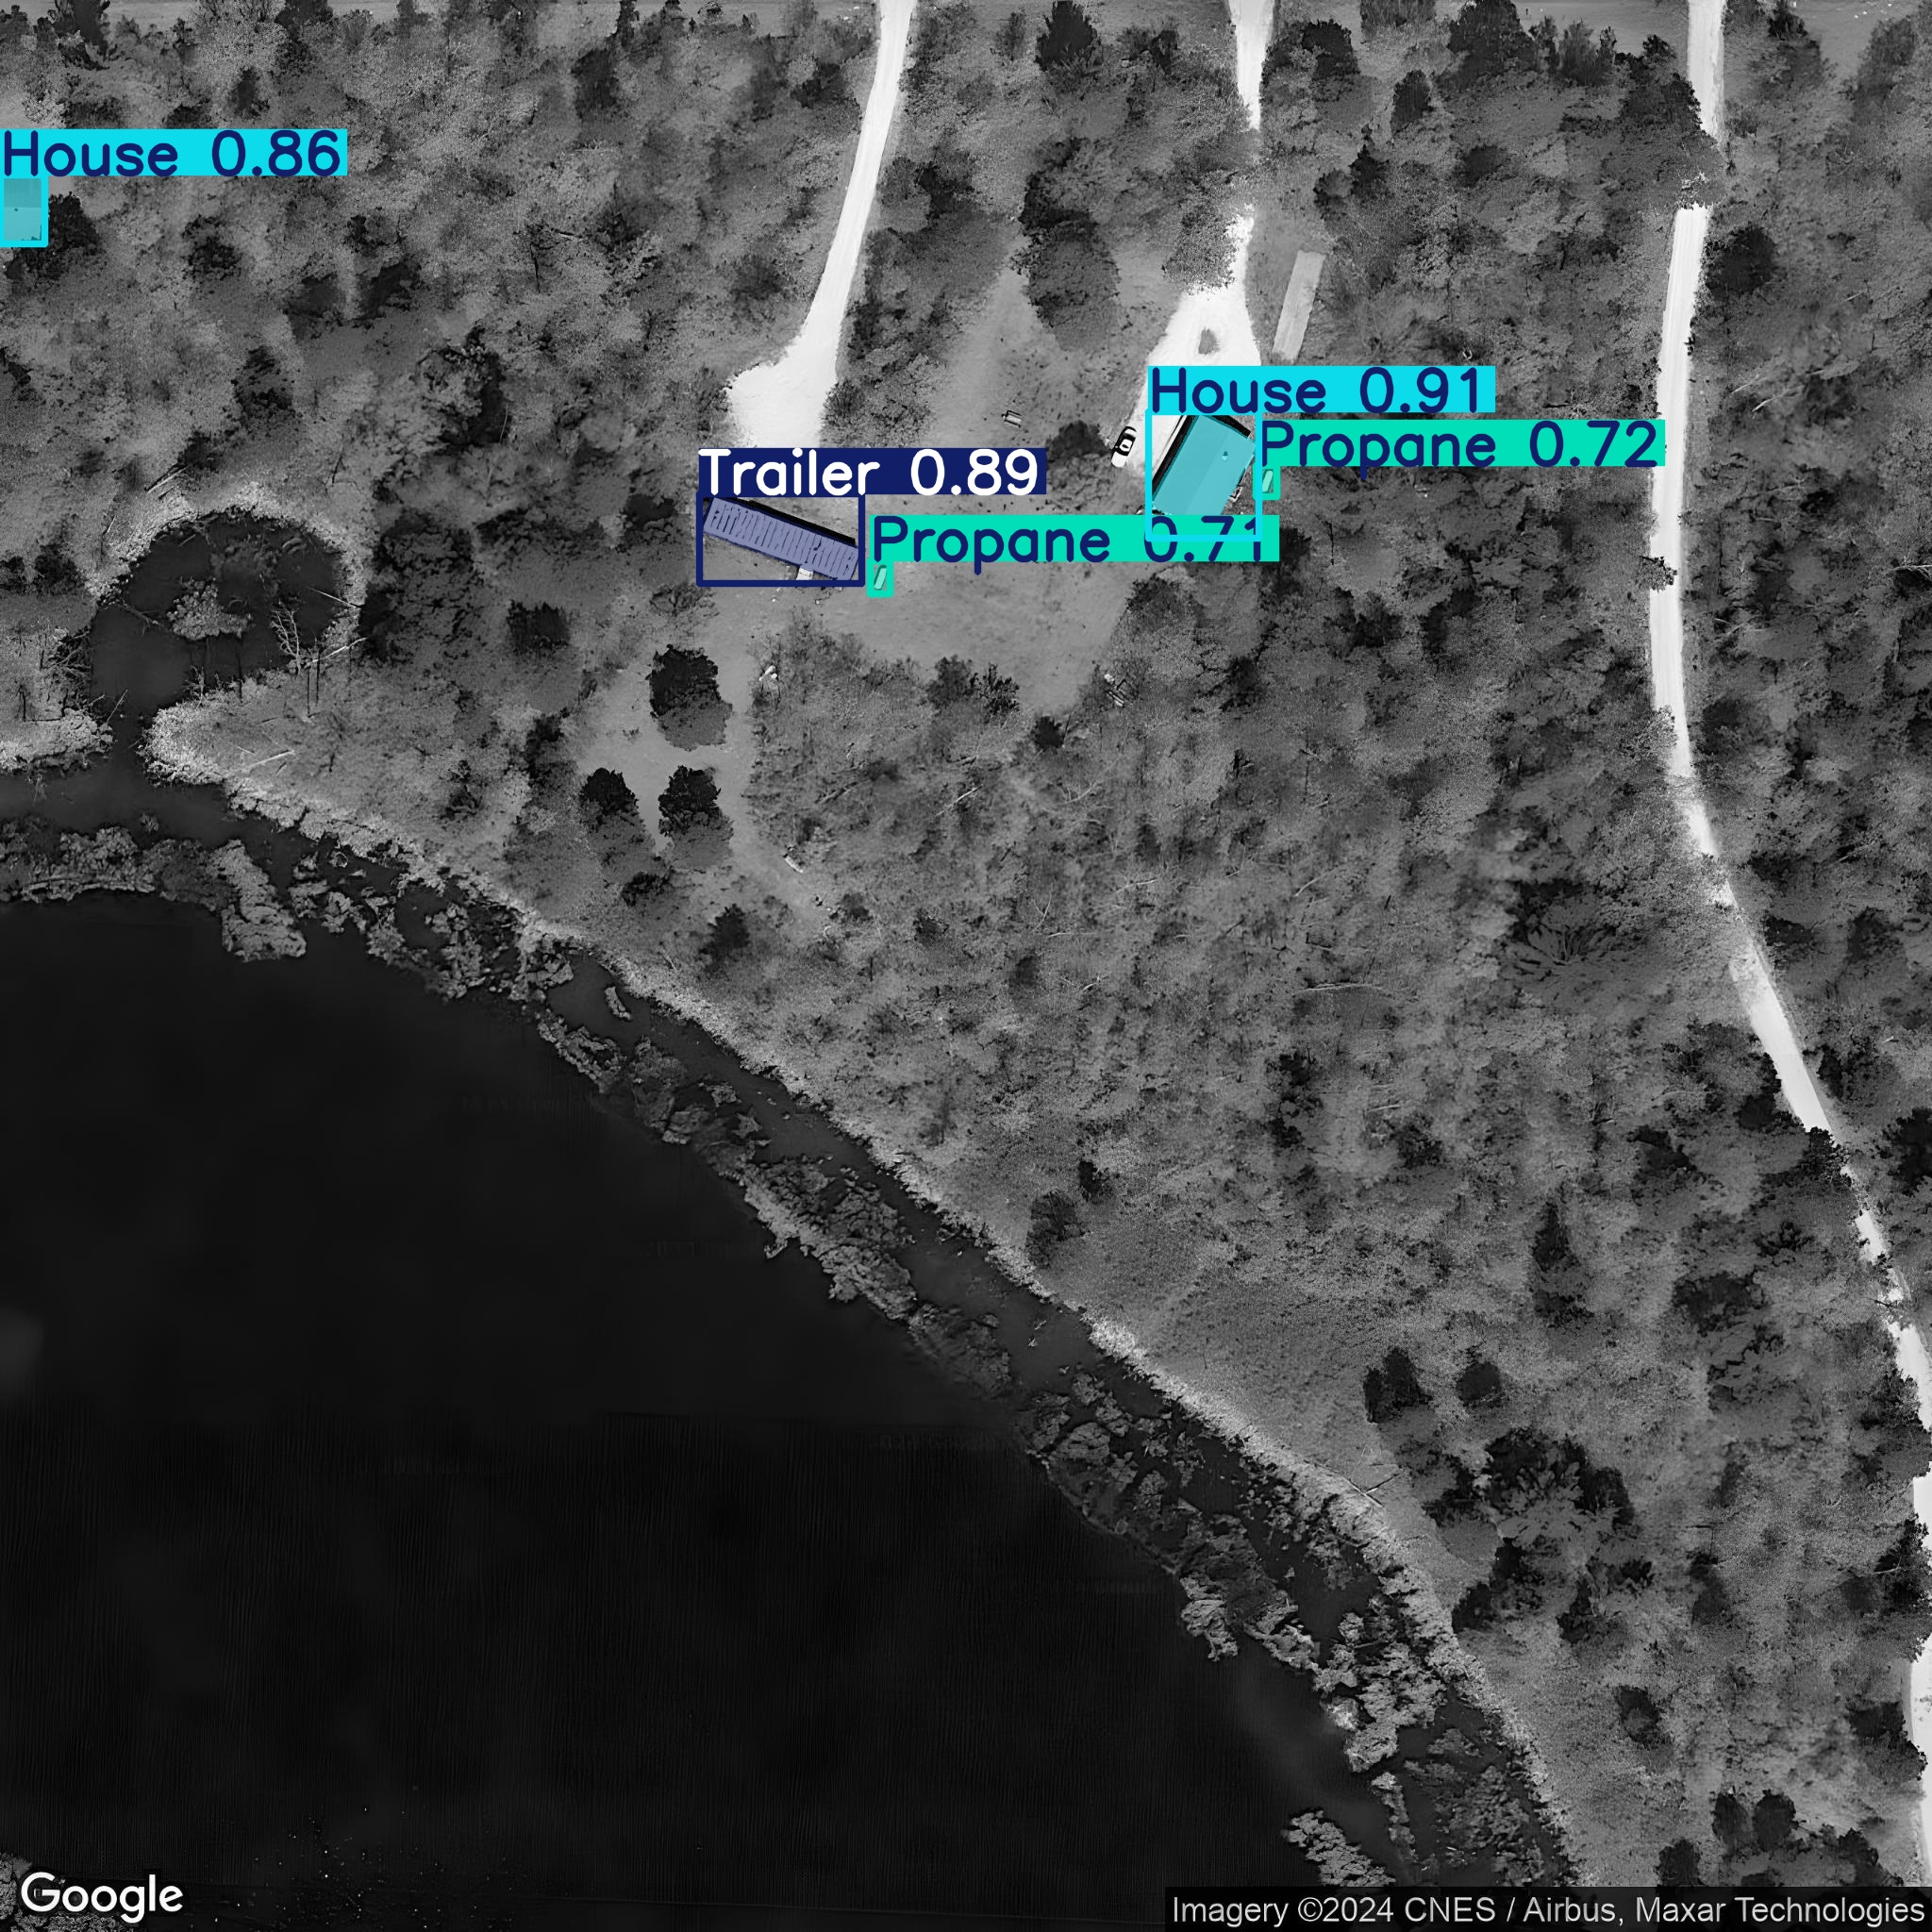 House 0.86
House 0.91
Propane 0.72
Trailer 0.89
Propane 0.71
Google
Imagery ©2024 CNES / Airbus, Maxar Technologies